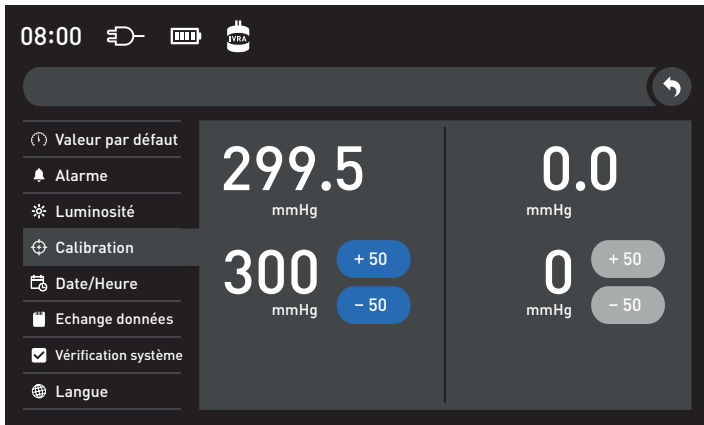 08:00 IVRA
Valeur par défaut
Alarme
Luminosité
Calibration
Date/Heure
Echange données
Vérification système
Langue
299.5
mmHg
300
mmHg
+ 50
– 50
0.0
mmHg
0
mmHg
+ 50
– 50